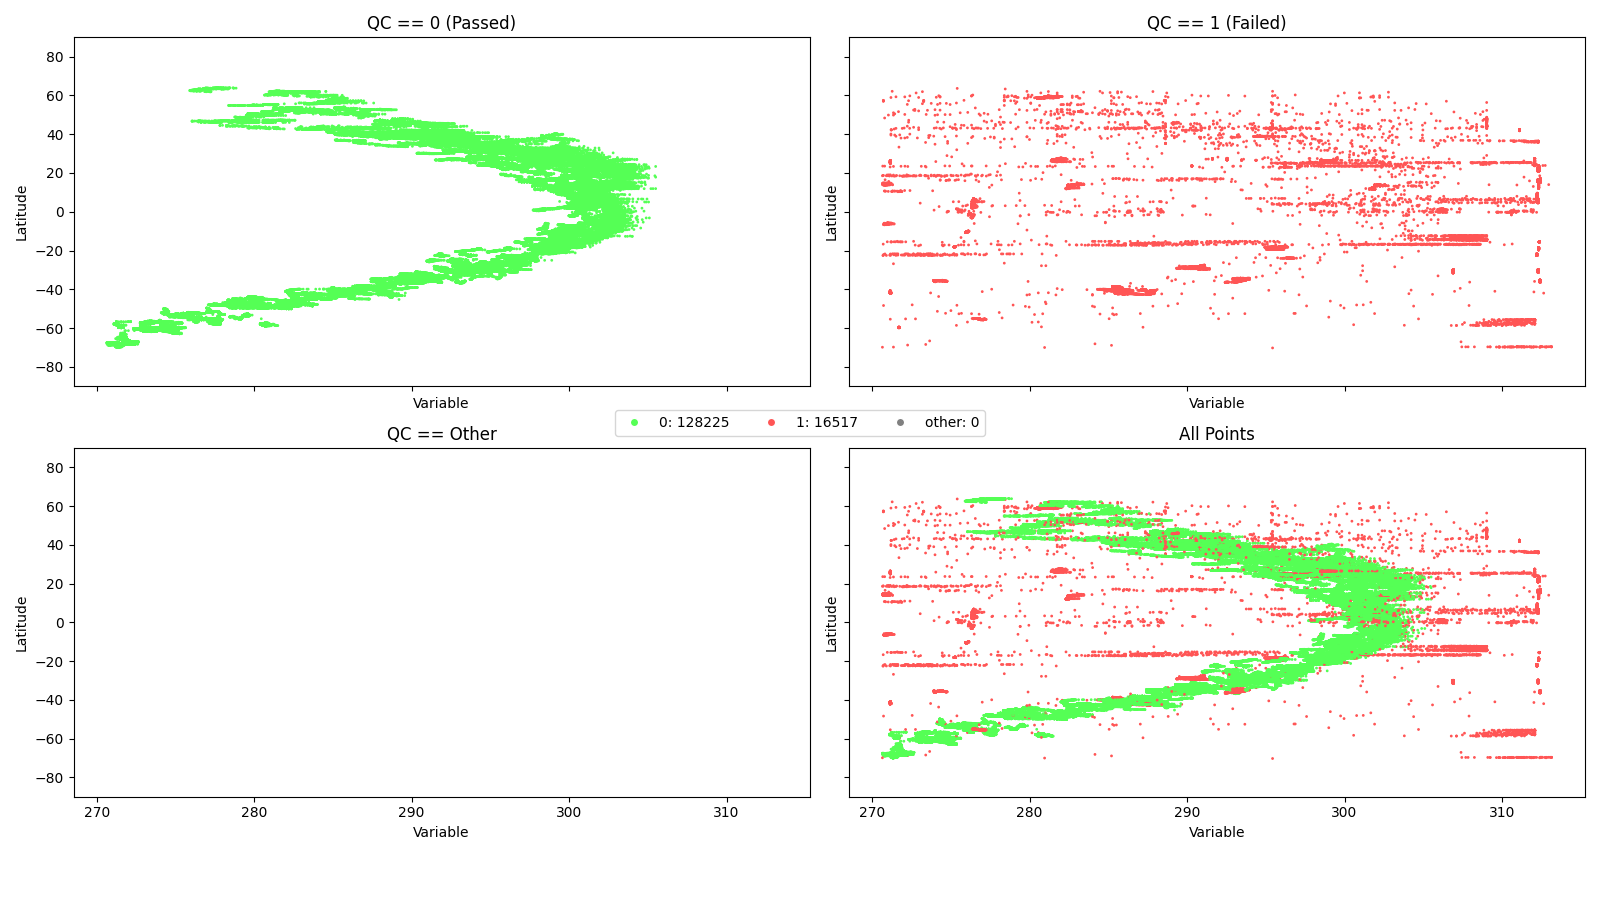 QC == 0 (Passed)
80
60
40
20
0
−20
−40
−60
−80
Latitude
Variable
QC == 1 (Failed)
Latitude
Variable
0: 128225
1: 16517
other: 0
QC == Other
80
60
40
20
0
−20
−40
−60
−80
Latitude
270
280
290
300
310
Variable
All Points
Latitude
270
280
290
300
310
Variable